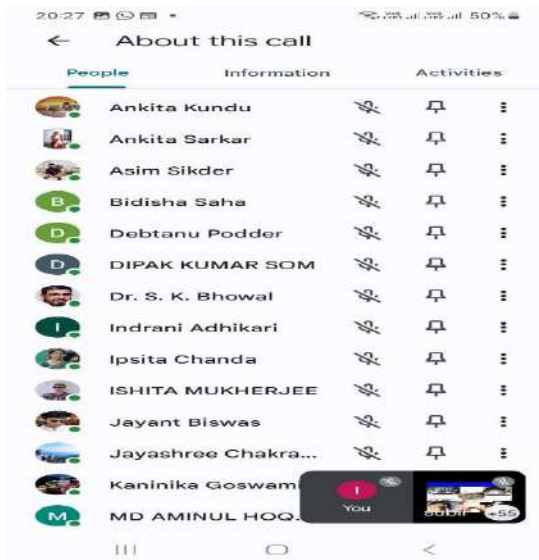 20:27 50%
← About this call
People Information Activities
Ankita Kundu
Ankita Sarkar
Asim Sikder
B Bidisha Saha
D Debtanu Podder
D DIPAK KUMAR SOM
Dr. S. K. Bhowal
I Indrani Adhikari
Ipsita Chanda
ISHITA MUKHERJEE
Jayant Biswas
Jayashree Chakra...
Kaninika Goswam
M MD AMINUL HOQ.
I
You subir +55